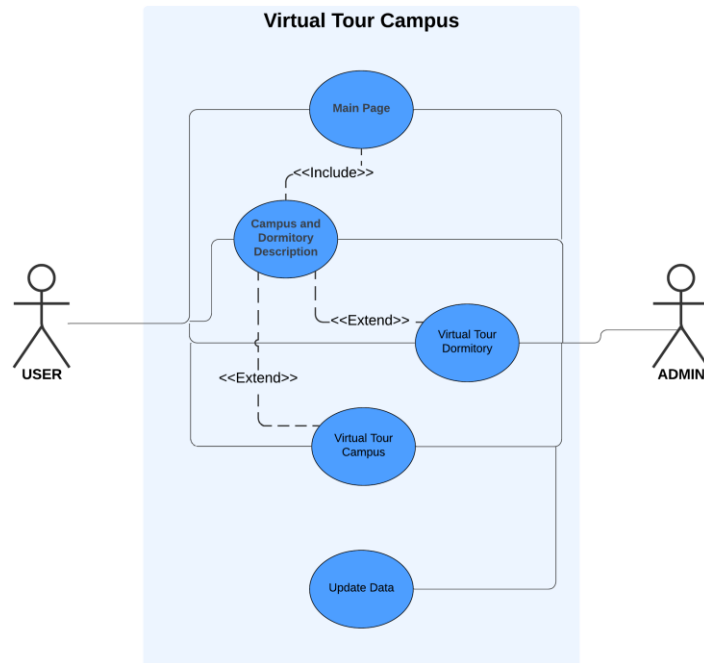 Virtual Tour Campus
Main Page
<<Include>>
Campus and
Dormitory
Description
<<Extend>>
Virtual Tour
Dormitory
USER
ADMIN
<<Extend>>
Virtual Tour
Campus
Update Data